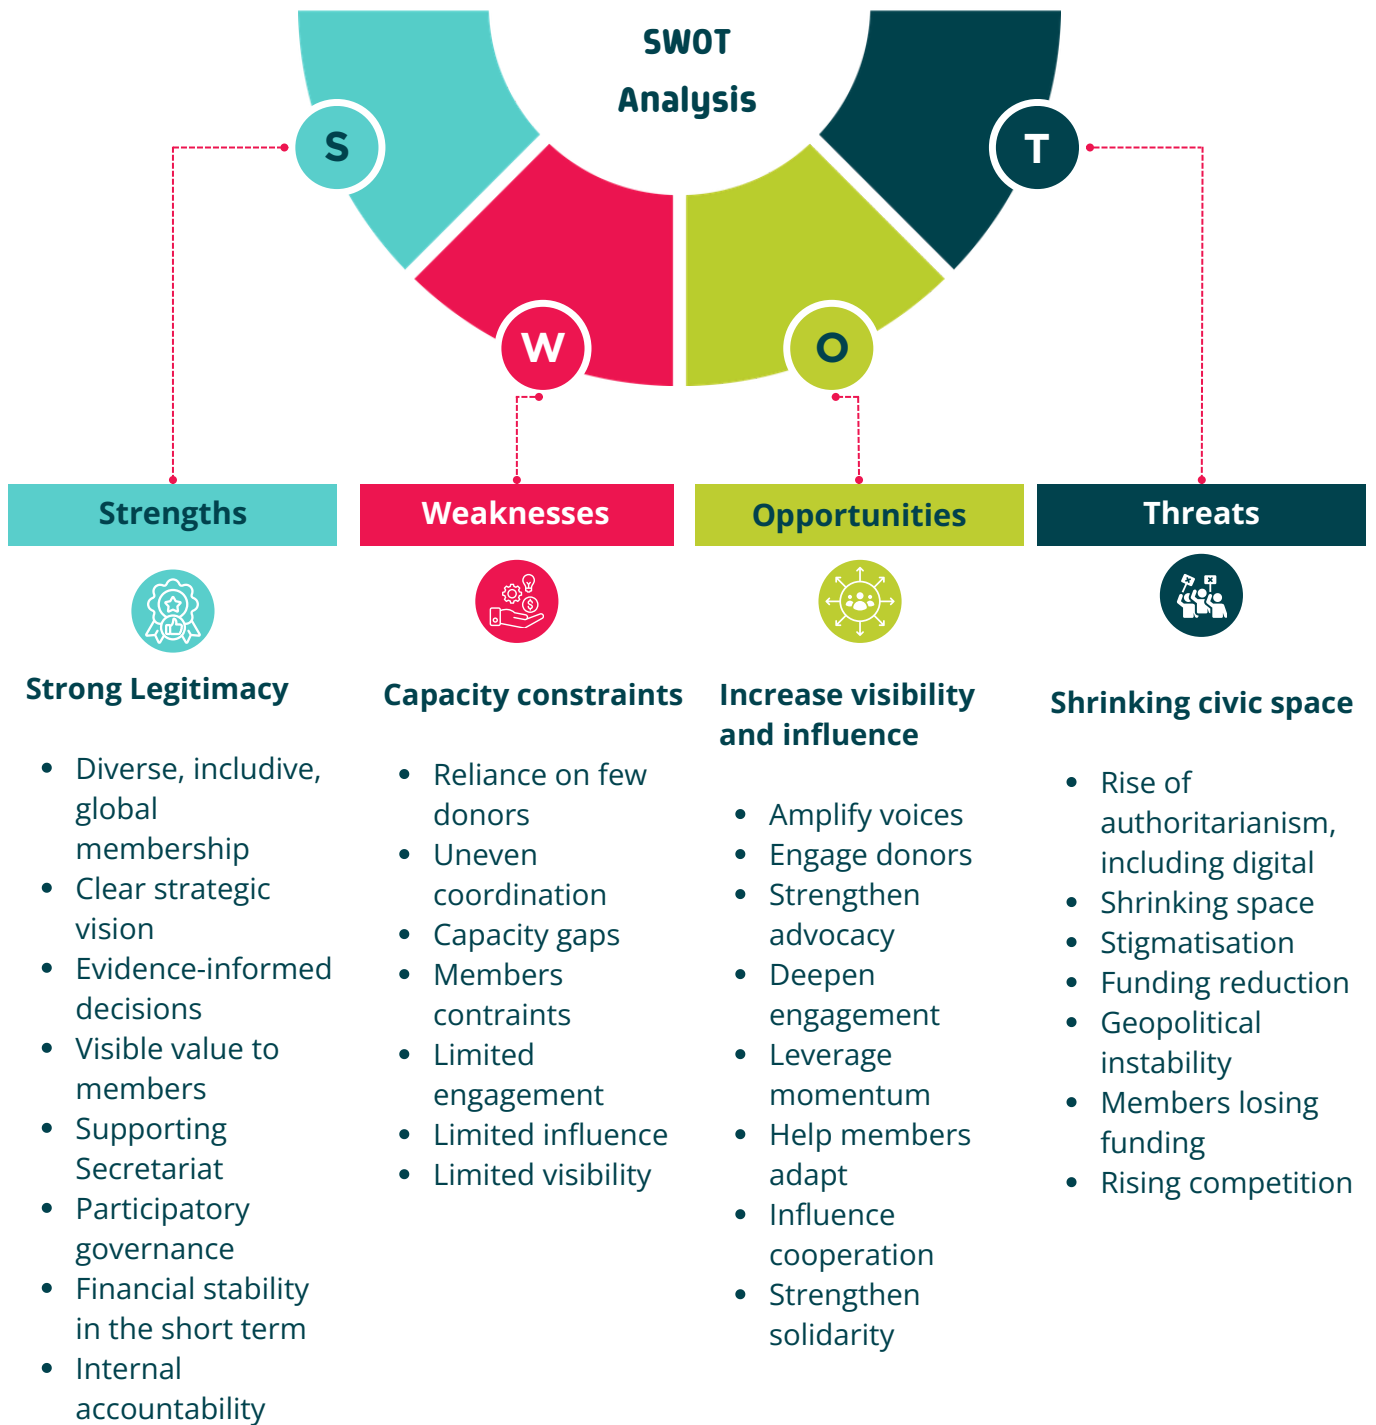 SWOT
Analysis
S
T
W
O
Strengths
Strong Legitimacy
• Diverse, includive,
global
membership
• Clear strategic
vision
• Evidence-informed
decisions
• Visible value to
members
• Supporting
Secretariat
• Participatory
governance
• Financial stability
in the short term
• Internal
accountability
Weaknesses
Capacity constraints
• Reliance on few
donors
• Uneven
coordination
• Capacity gaps
• Members
contraints
• Limited
engagement
• Limited influence
• Limited visibility
Opportunities
Increase visibility
and influence
• Amplify voices
• Engage donors
• Strengthen
advocacy
• Deepen
engagement
• Leverage
momentum
• Help members
adapt
• Influence
cooperation
• Strengthen
solidarity
Threats
Shrinking civic space
• Rise of
authoritarianism,
including digital
• Shrinking space
• Stigmatisation
• Funding reduction
• Geopolitical
instability
• Members losing
funding
• Rising competition